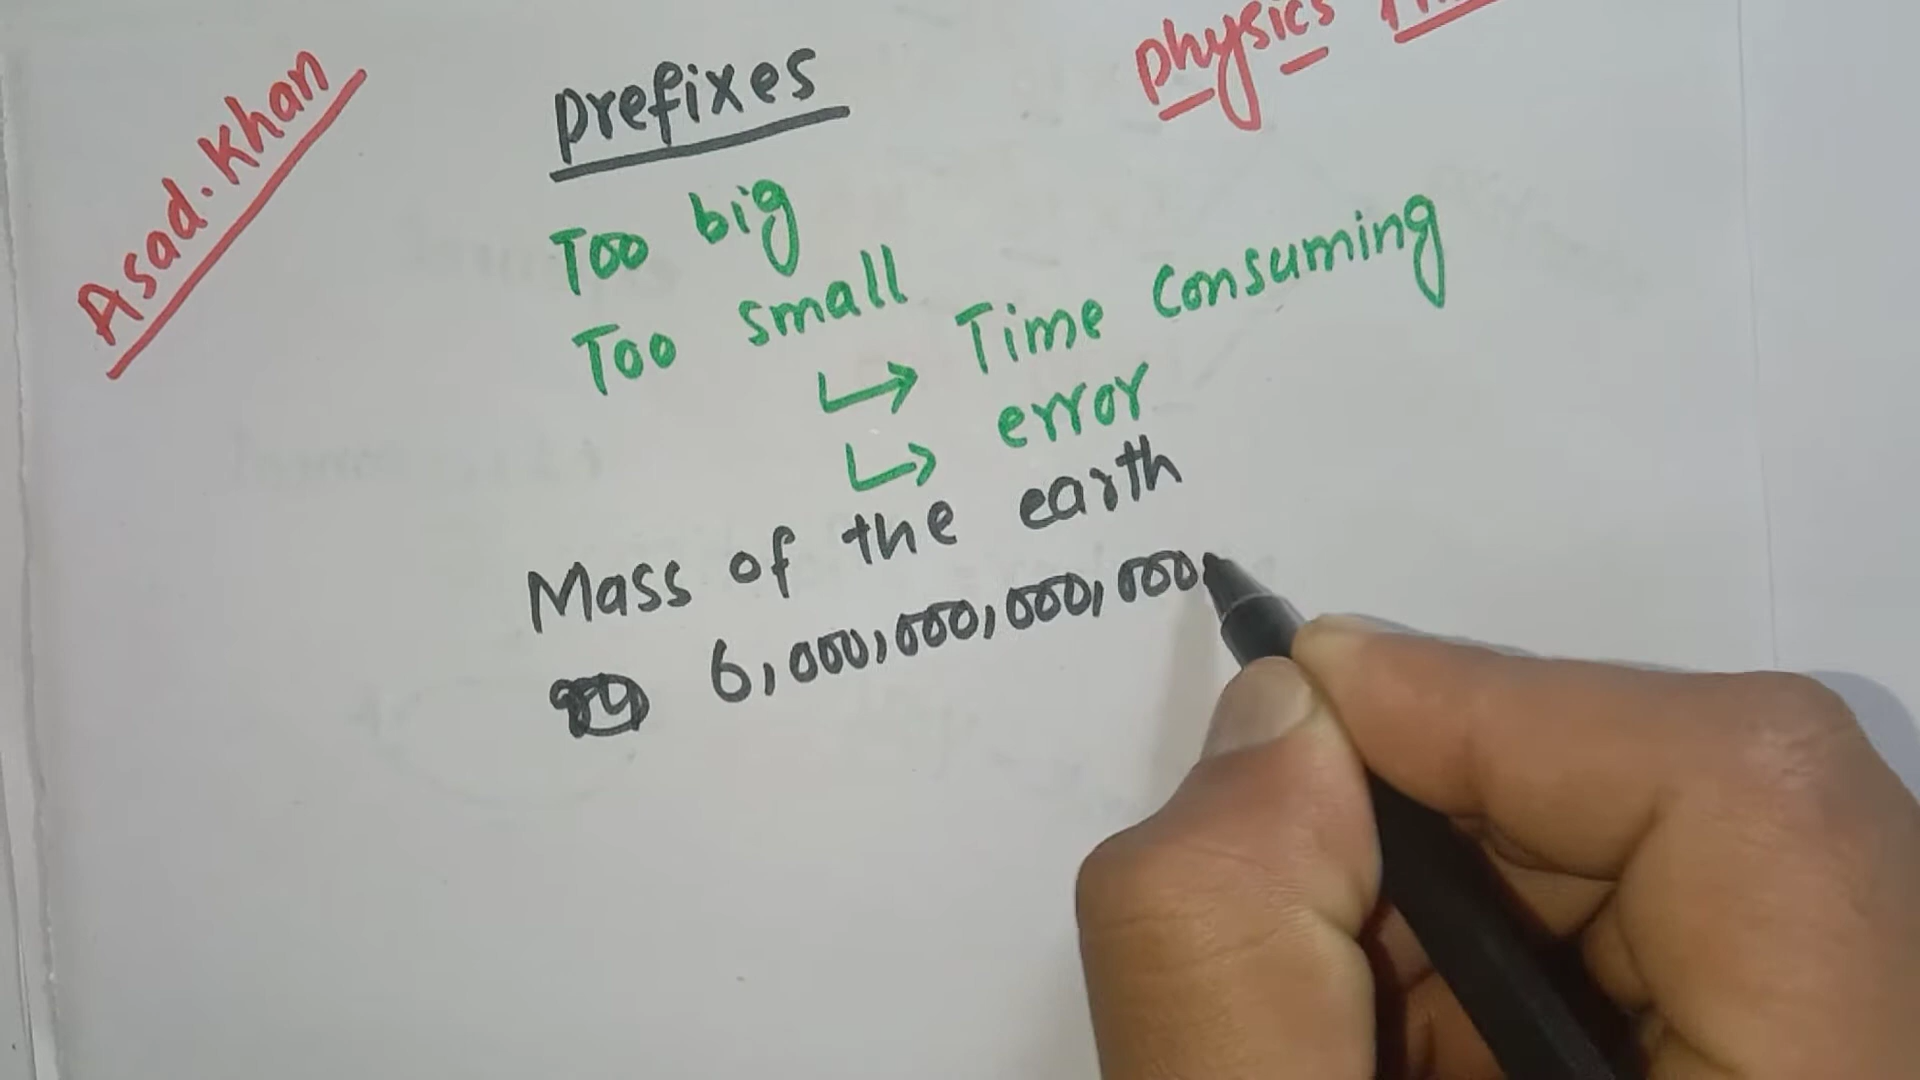 Asad.Khan
Physics
Prefixes
Too big
Too small
↳ Time Consuming
↳ error
Mass of the earth
6,000,000,000,000,